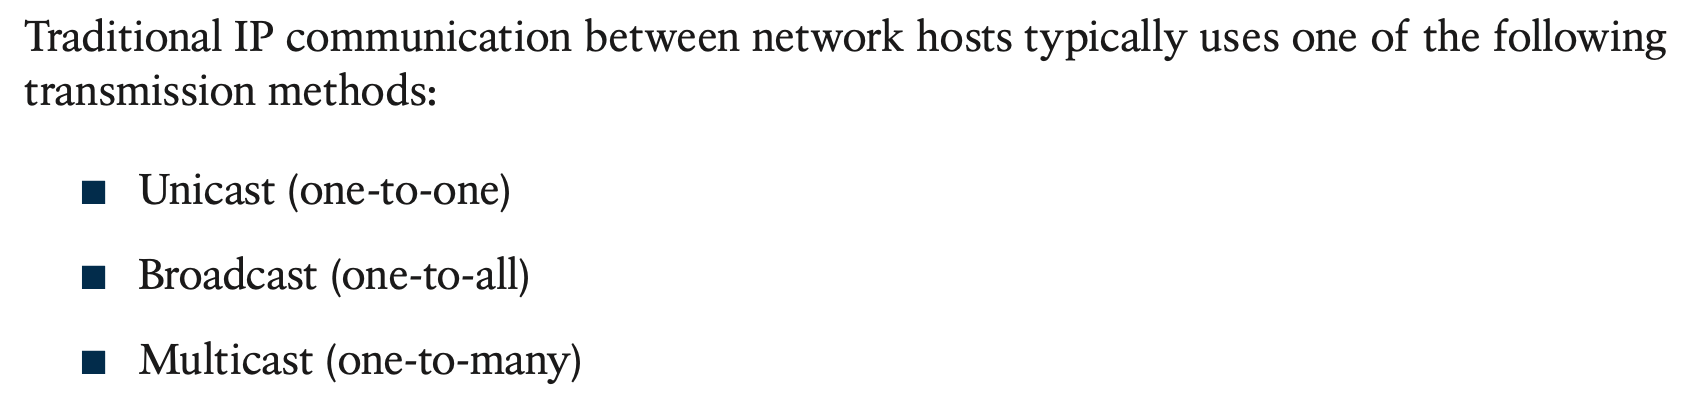 Traditional IP communication between network hosts typically uses one of the following
transmission methods:
■ Unicast (one-to-one)
■ Broadcast (one-to-all)
■ Multicast (one-to-many)